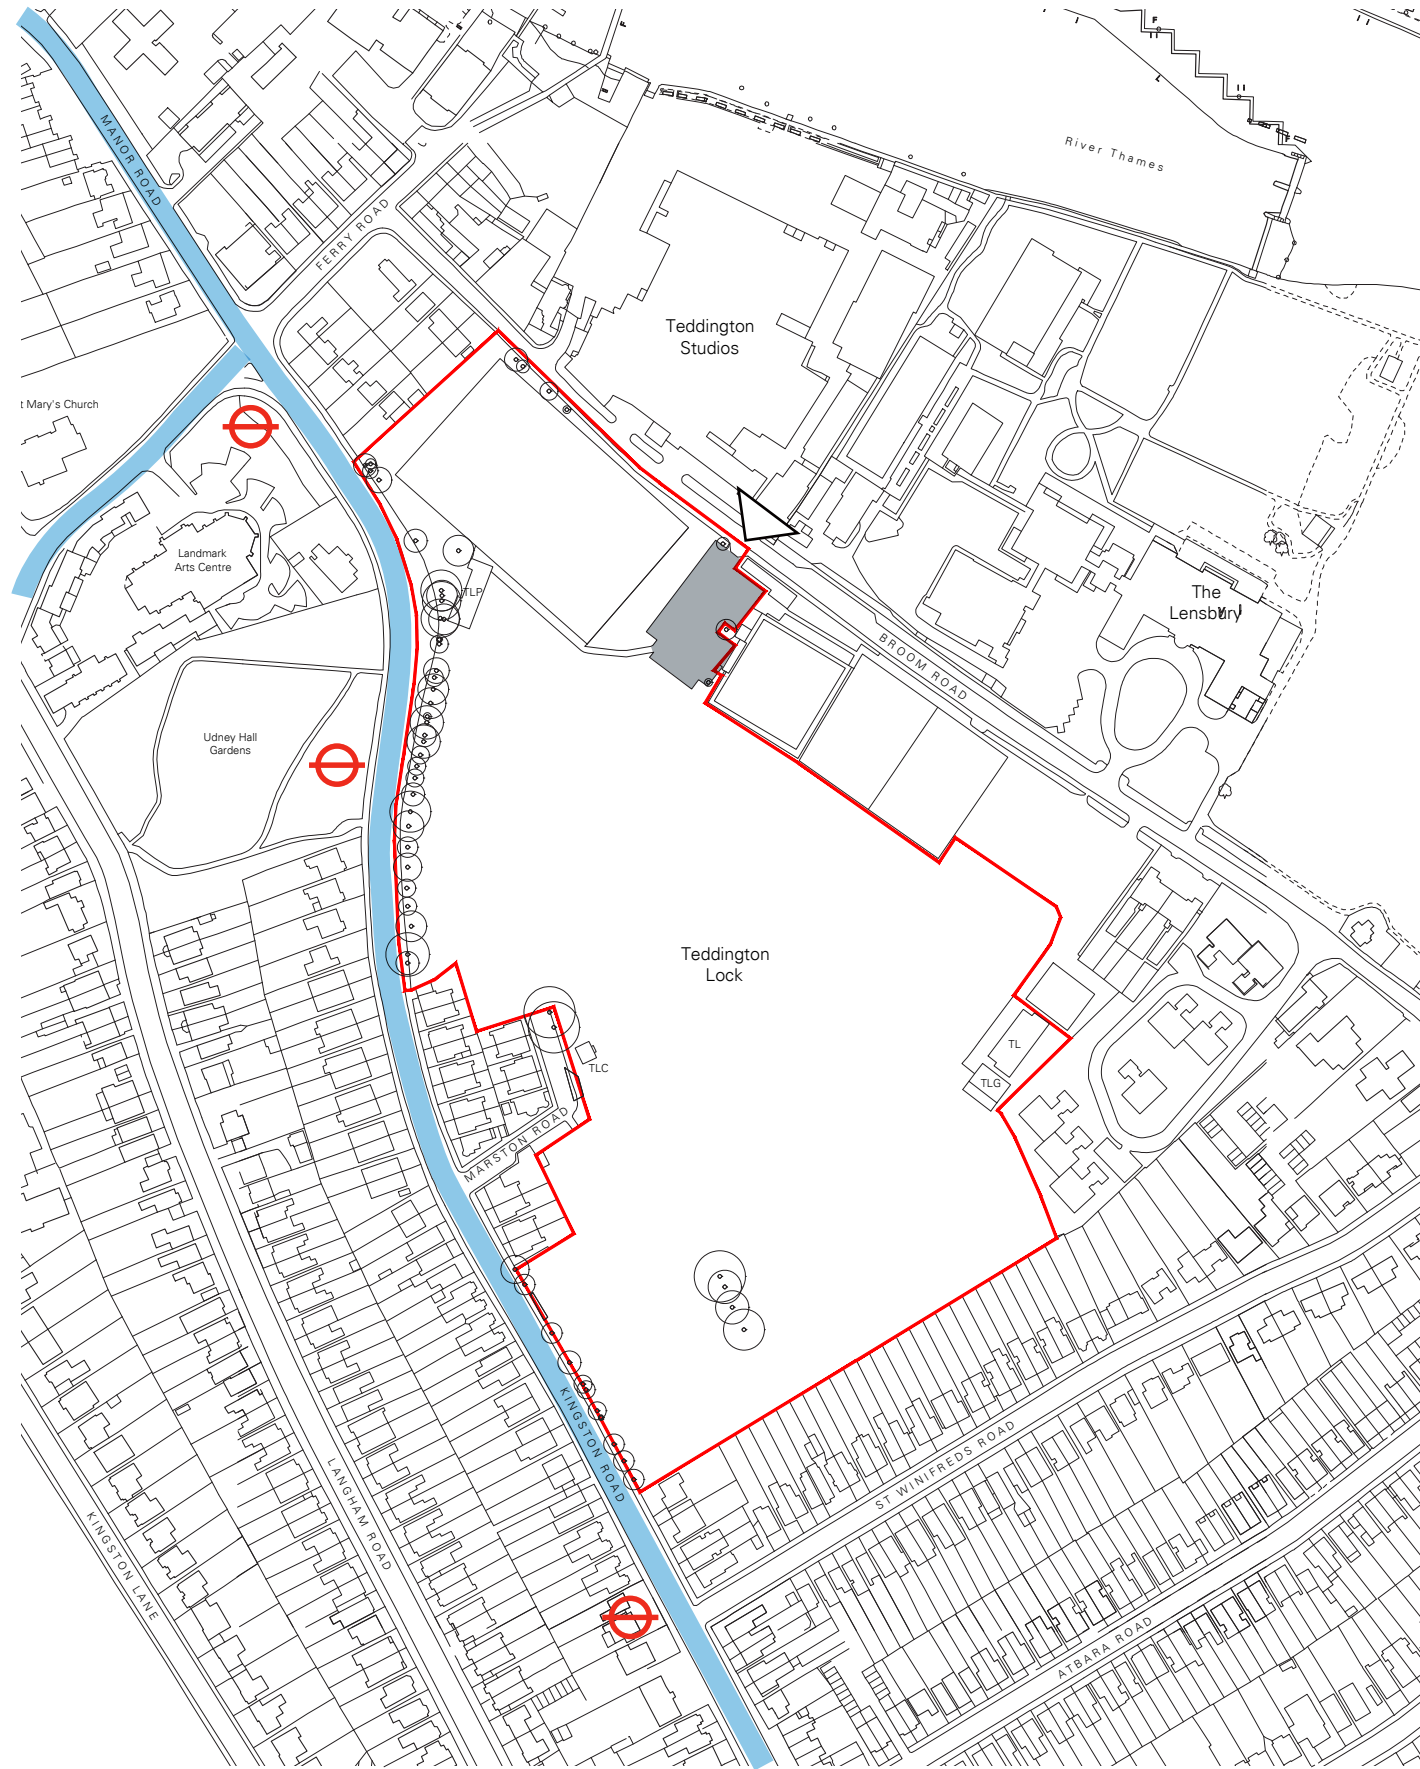 F
F
L
MANOR ROAD
River Thames
FERRY ROAD
Teddington
Studios
t Mary's Church
Landmark
Arts Centre
TLP
The
Lensbury
BROOM ROAD
Udney Hall
Gardens
Teddington
Lock
TL
TLC
TLG
MARSTON ROAD
KINGSTON ROAD
ST WINIFREDS ROAD
LANGHAM ROAD
KINGSTON LANE
ATBARA ROAD